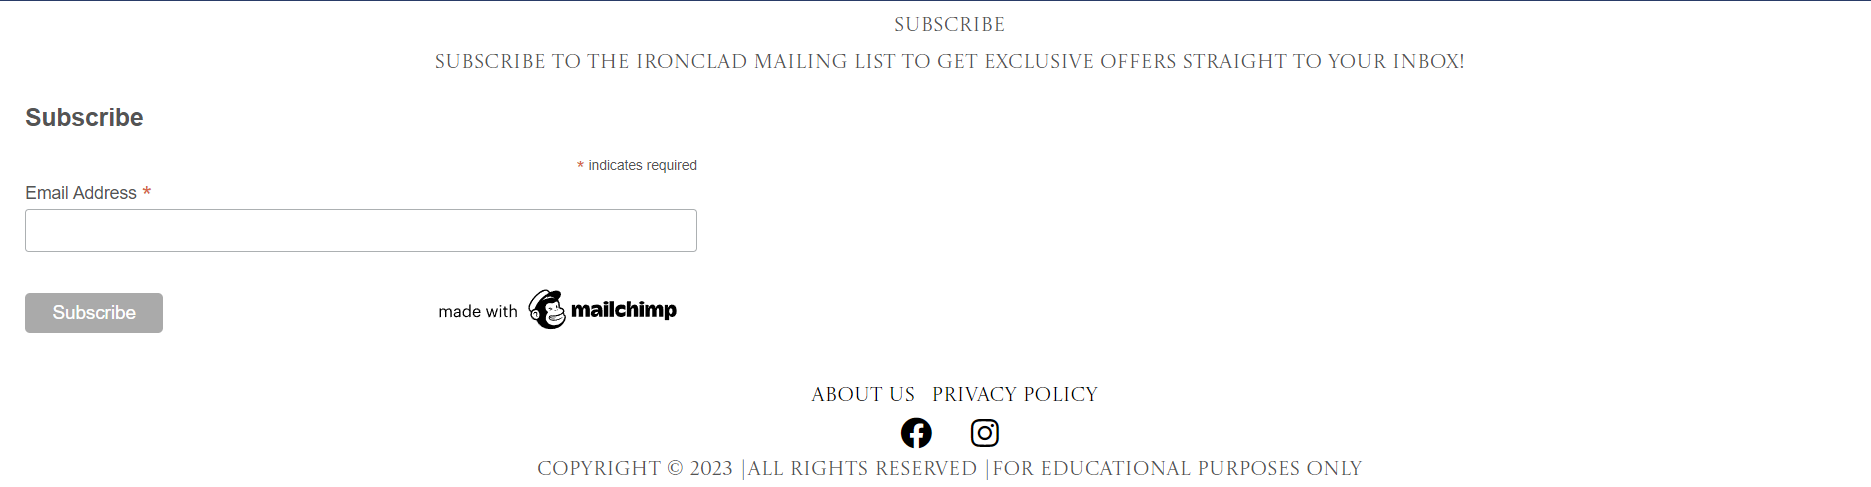 SUBSCRIBE
SUBSCRIBE TO THE IRONCLAD MAILING LIST TO GET EXCLUSIVE OFFERS STRAIGHT TO YOUR INBOX!
Subscribe
* indicates required
Email Address *
Subscribe
made with mailchimp
ABOUT US PRIVACY POLICY
COPYRIGHT © 2023 |ALL RIGHTS RESERVED |FOR EDUCATIONAL PURPOSES ONLY